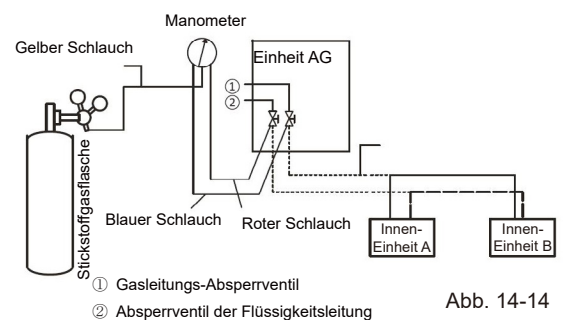 Manometer
Gelber Schlauch
Einheit AG
①
②
Stickstoffgasflasche
Blauer Schlauch
Roter Schlauch
Innen-
Einheit A
Innen-
Einheit B
① Gasleitungs-Absperrventil
② Absperrventil der Flüssigkeitsleitung
Abb. 14-14